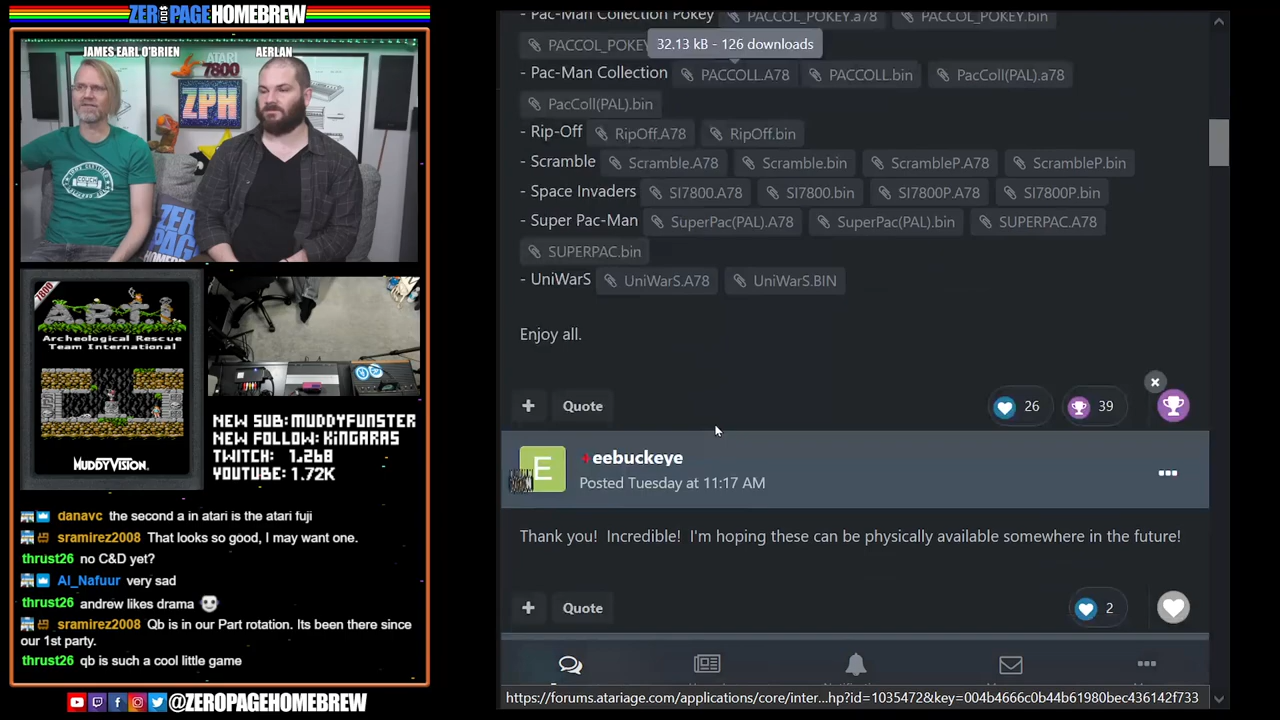 ZERO PAGE HOMEBREW
JAMES EARL O'BRIEN
AERLAN
ATARI
7800
ZPH
ZERO
PAGE
7800
A.R.T.I
Archeological Rescue
Team International
MUDDYVISION.
NEW SUB: MUDDYFUNSTER
NEW FOLLOW: KINGARAS
TWITCH: 1,268
YOUTUBE: 1.72K
danavc the second a in atari is the atari fuji
sramirez2008 That looks so good, I may want one.
thrust26 no C&D yet?
Al_Nafuur very sad
thrust26 andrew likes drama
sramirez2008 Qb is in our Part rotation. Its been there since
our 1st party.
thrust26 qb is such a cool little game
@ZEROPAGEHOMEBREW
- Pac-Man Collection Pokey PACCOL_POKEY.a78 PACCOL_POKEY.bin
PACCOL_POKEY
32.13 kB - 126 downloads
- Pac-Man Collection PACCOLL.A78 PACCOLL.bin PacColl(PAL).a78
PacColl(PAL).bin
- Rip-Off RipOff.A78 RipOff.bin
- Scramble Scramble.A78 Scramble.bin ScrambleP.A78 ScrambleP.bin
- Space Invaders SI7800.A78 SI7800.bin SI7800P.A78 SI7800P.bin
- Super Pac-Man SuperPac(PAL).A78 SuperPac(PAL).bin SUPERPAC.A78
SUPERPAC.bin
- UniWarS UniWarS.A78 UniWarS.BIN
Enjoy all.
+ Quote 26 39
E
+eebuckeye
Posted Tuesday at 11:17 AM
Thank you! Incredible! I'm hoping these can be physically available somewhere in the future!
+ Quote 2
https://forums.atariage.com/applications/core/inter...hp?id=1035472&key=004b4666c0b44b61980bec436142f733